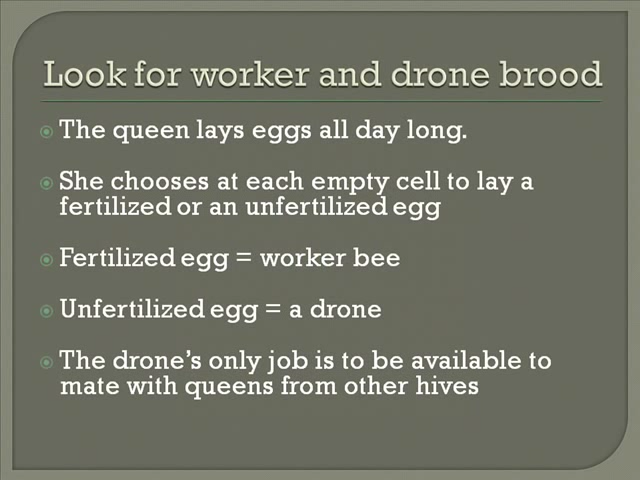 Look for worker and drone brood
The queen lays eggs all day long.
She chooses at each empty cell to lay a
fertilized or an unfertilized egg
Fertilized egg = worker bee
Unfertilized egg = a drone
The drone’s only job is to be available to
mate with queens from other hives